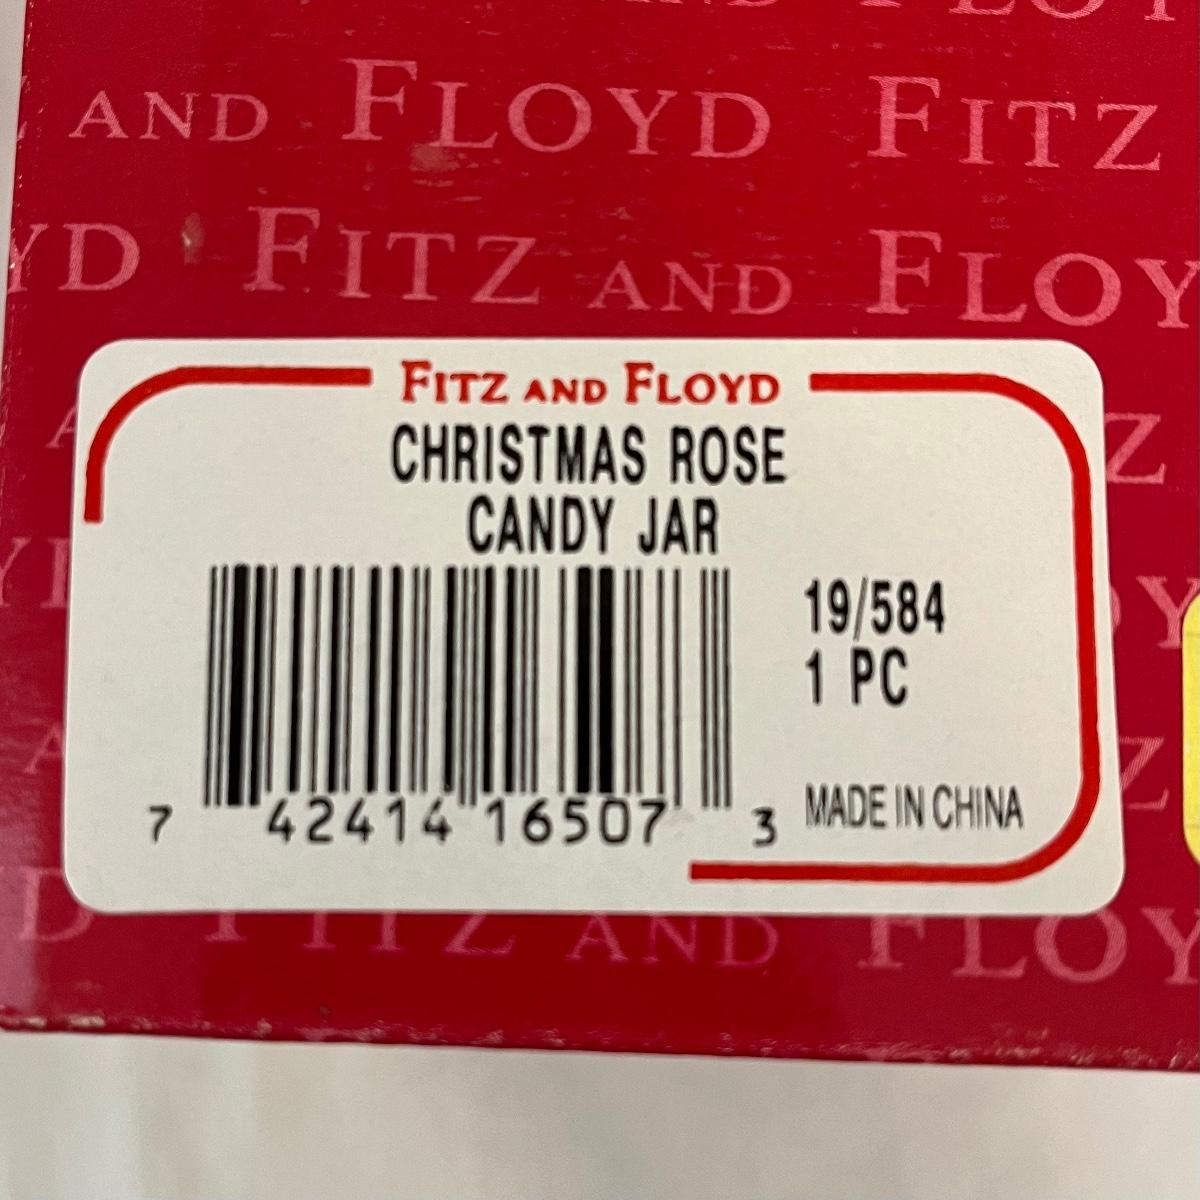 AND FLOYD FITZ
YD FITZ AND FLOY
FITZ AND FLOYD
CHRISTMAS ROSE
CANDY JAR
19/584
1 PC
7 42414 16507 3
MADE IN CHINA
D FITZ AND FLOY